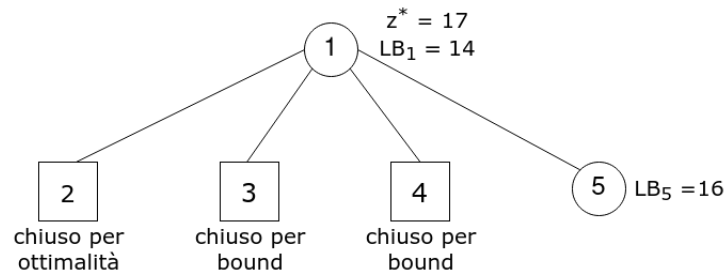 1
z* = 17
LB₁ = 14
2
3
4
5
LB₅ =16
chiuso per
ottimalità
chiuso per
bound
chiuso per
bound